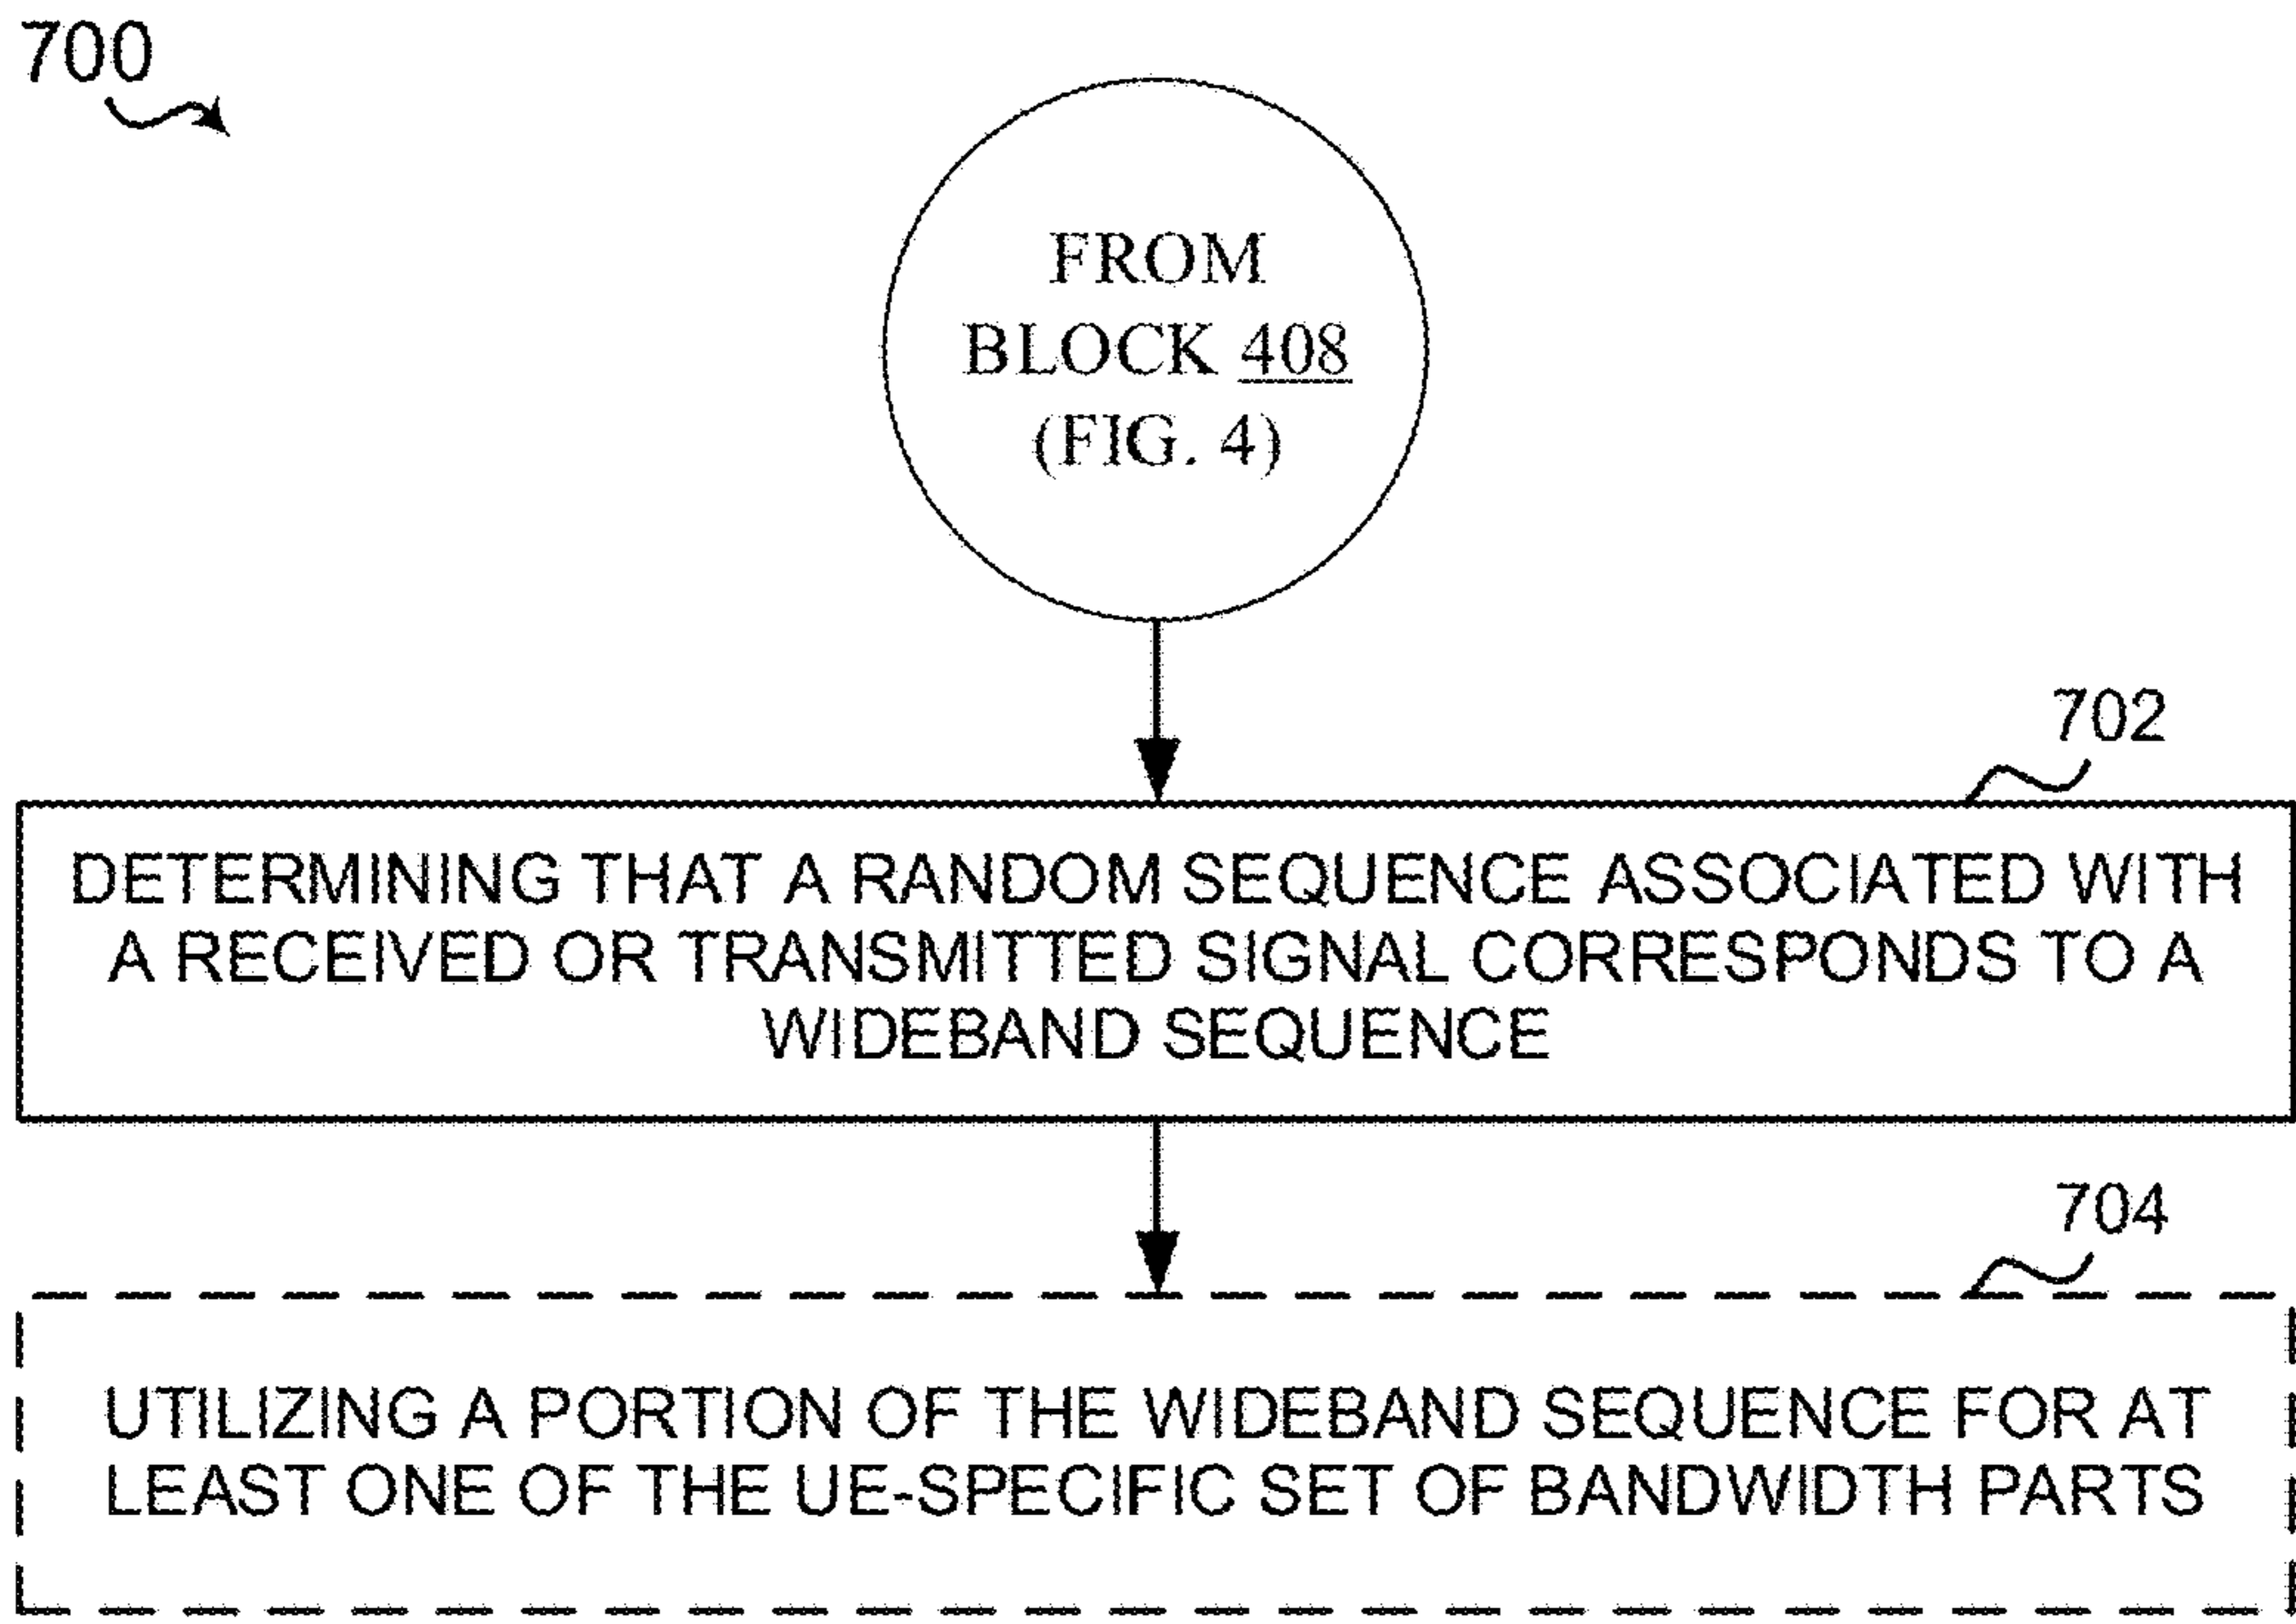 700
FROM
BLOCK 408
(FIG. 4)
702
DETERMINING THAT A RANDOM SEQUENCE ASSOCIATED WITH
A RECEIVED OR TRANSMITTED SIGNAL CORRESPONDS TO A
WIDEBAND SEQUENCE
704
UTILIZING A PORTION OF THE WIDEBAND SEQUENCE FOR AT
LEAST ONE OF THE UE-SPECIFIC SET OF BANDWIDTH PARTS